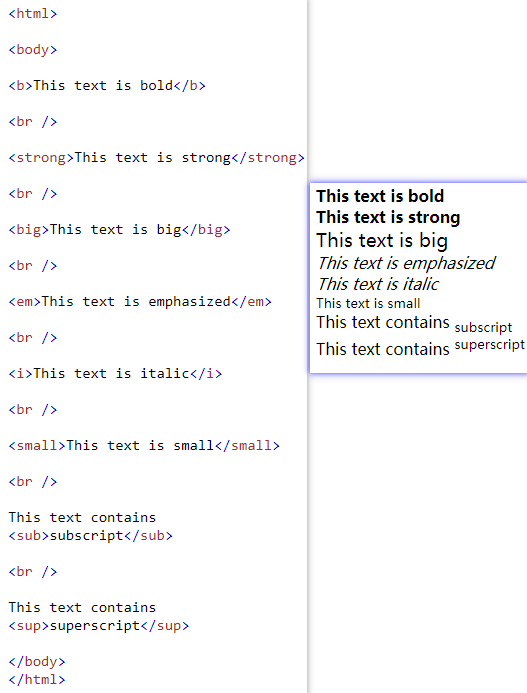 <html>
<body>
<b>This text is bold</b>
<br />
<strong>This text is strong</strong>
<br />
<big>This text is big</big>
<br />
<em>This text is emphasized</em>
<br />
<i>This text is italic</i>
<br />
<small>This text is small</small>
<br />
This text contains
<sub>subscript</sub>
<br />
This text contains
<sup>superscript</sup>
</body>
</html>
This text is bold
This text is strong
This text is big
This text is emphasized
This text is italic
This text is small
This text contains subscript
This text contains superscript